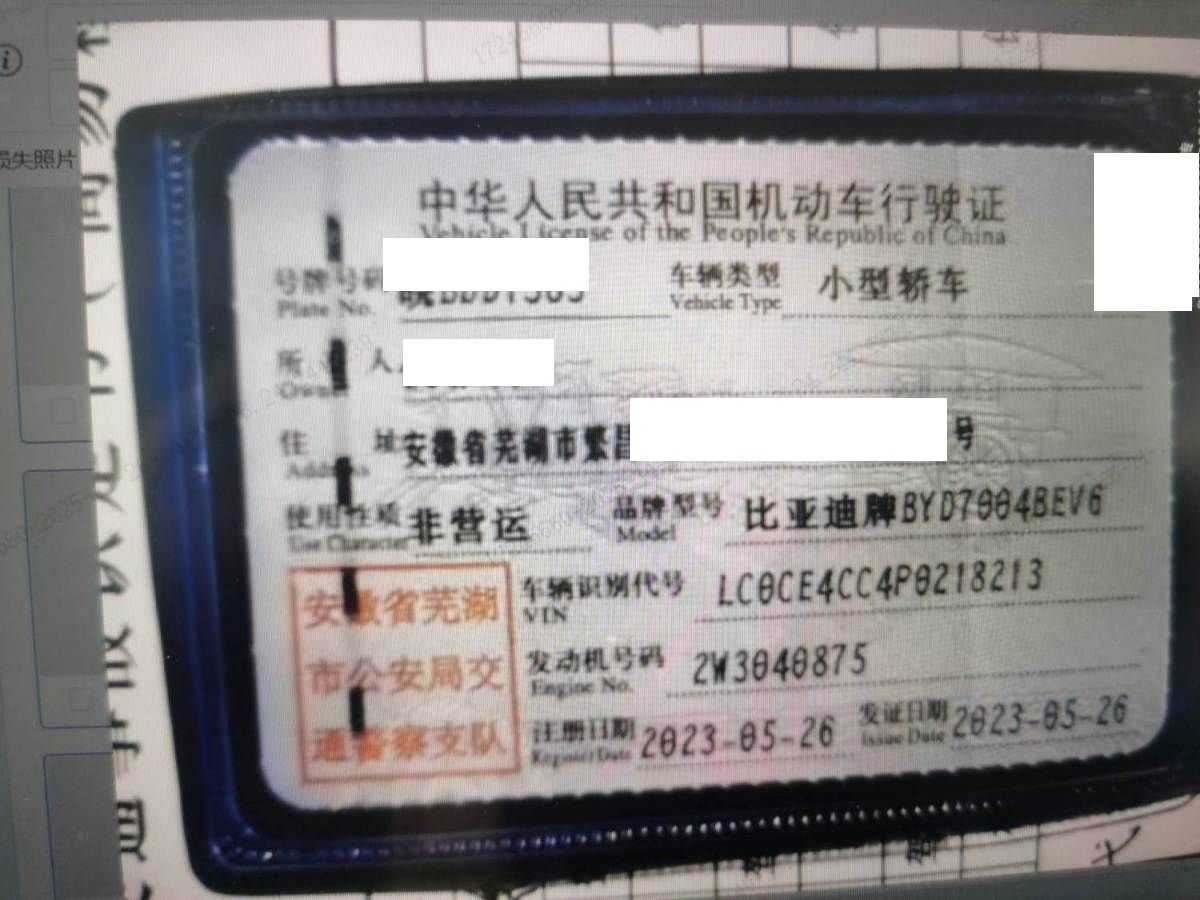 损失照片
中华人民共和国机动车行驶证
Vehicle License of the People's Republic of China
号牌号码
Plate No.
车辆类型 小型轿车
Vehicle Type
所 人
住 址 安徽省芜湖市繁昌 号
Address
使用性质 非营运
Use Character
品牌型号 比亚迪牌BYD7004BEV6
Model
安徽省芜湖
市公安局交
通警察支队
车辆识别代号 LC0CE4CC4P0218213
VIN
发动机号码 2W3040875
Engine No.
注册日期 2023-05-26
Register Date
发证日期 2023-05-26
Issue Date